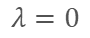 λ = 0